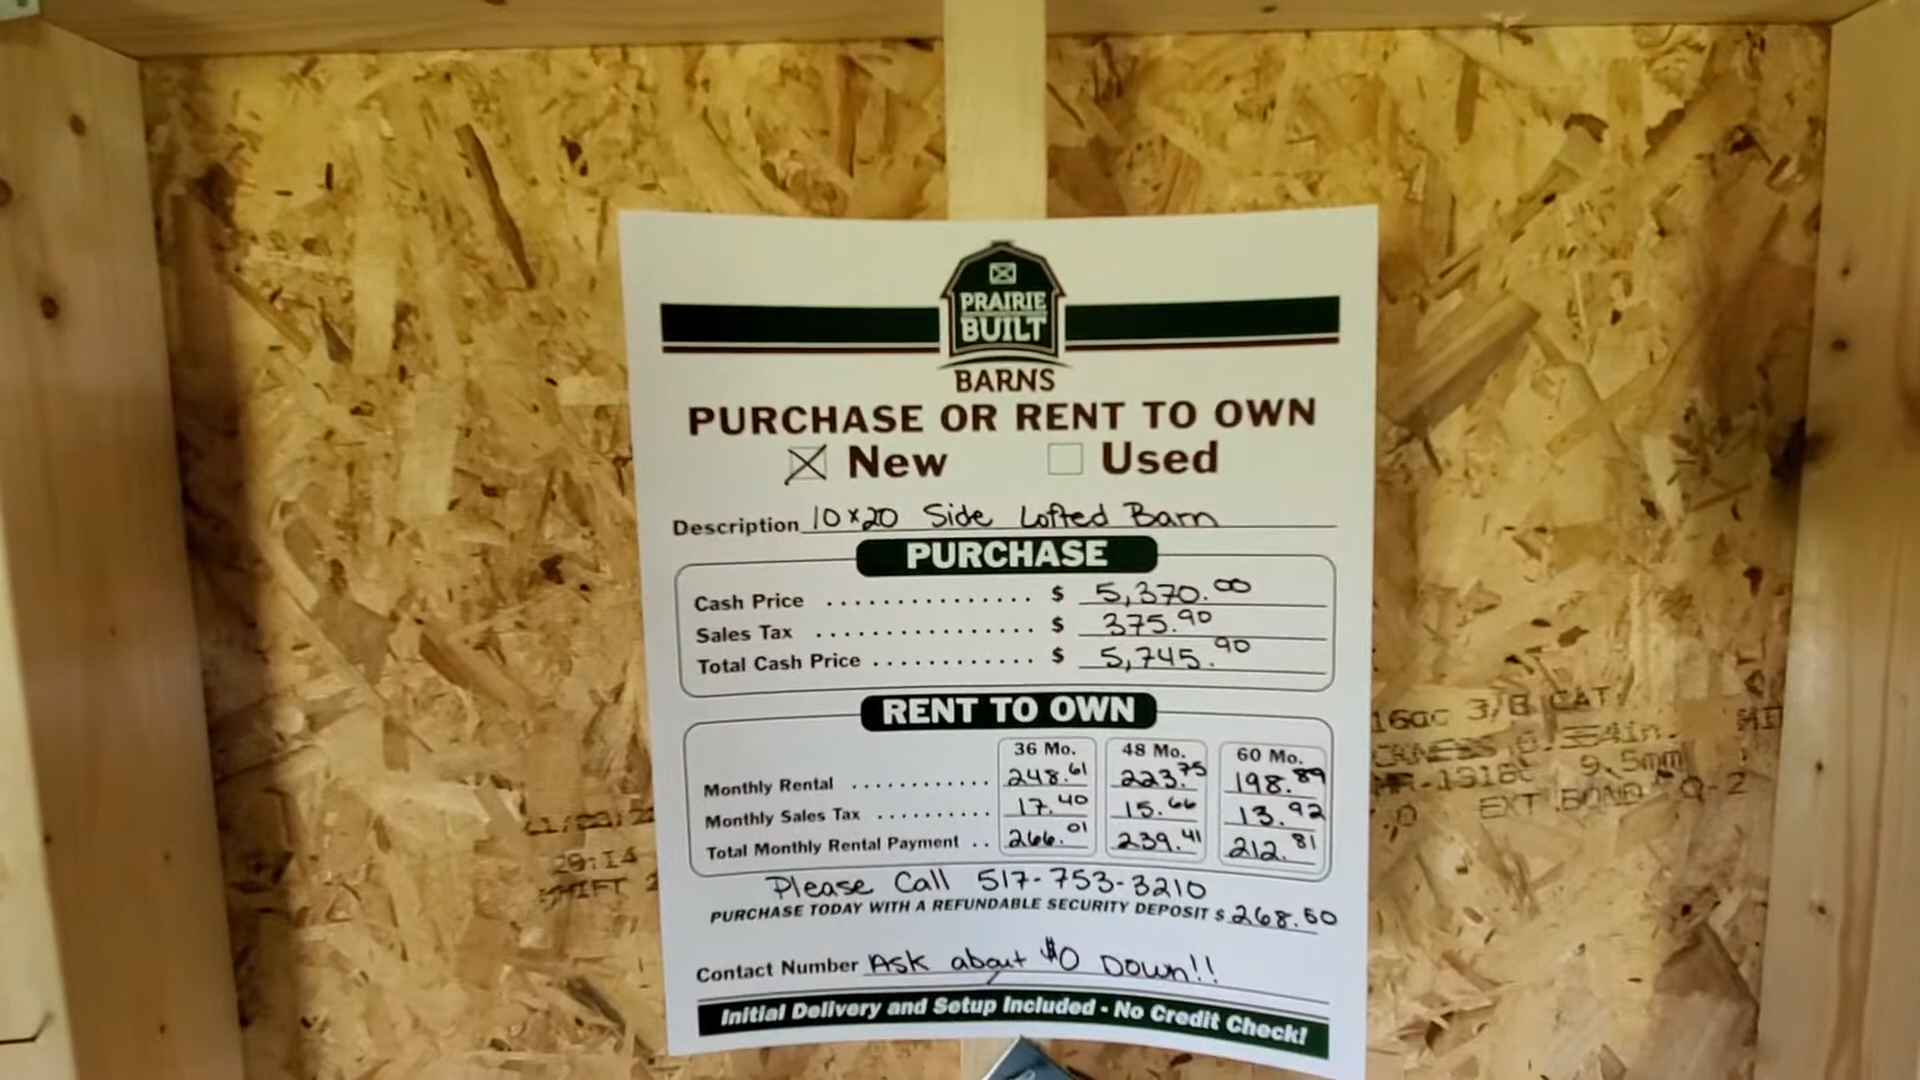 PRAIRIE
BUILT
BARNS
PURCHASE OR RENT TO OWN
New Used
Description 10x20 Side Lofted Barn
PURCHASE
Cash Price ............... $ 5,370.00
Sales Tax ................ $ 375.90
Total Cash Price ............ $ 5,745.90
RENT TO OWN
36 Mo. 48 Mo. 60 Mo.
Monthly Rental ........... 248.61 223.75 198.89
Monthly Sales Tax .......... 17.40 15.66 13.92
Total Monthly Rental Payment .. 266.01 239.41 212.81
Please Call 517-753-3210
PURCHASE TODAY WITH A REFUNDABLE SECURITY DEPOSIT $ 268.50
Contact Number Ask about $0 Down!!
Initial Delivery and Setup Included - No Credit Check!
3/8 CAT
9.5mm
EXT BOND Q-2
SHIFT